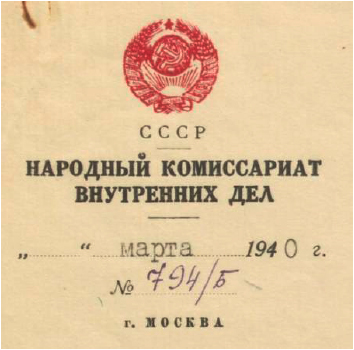 СССР
НАРОДНЫЙ КОМИССАРИАТ
ВНУТРЕННИХ ДЕЛ
„ “ марта 1940 г.
№ 794/Б
г. МОСКВА